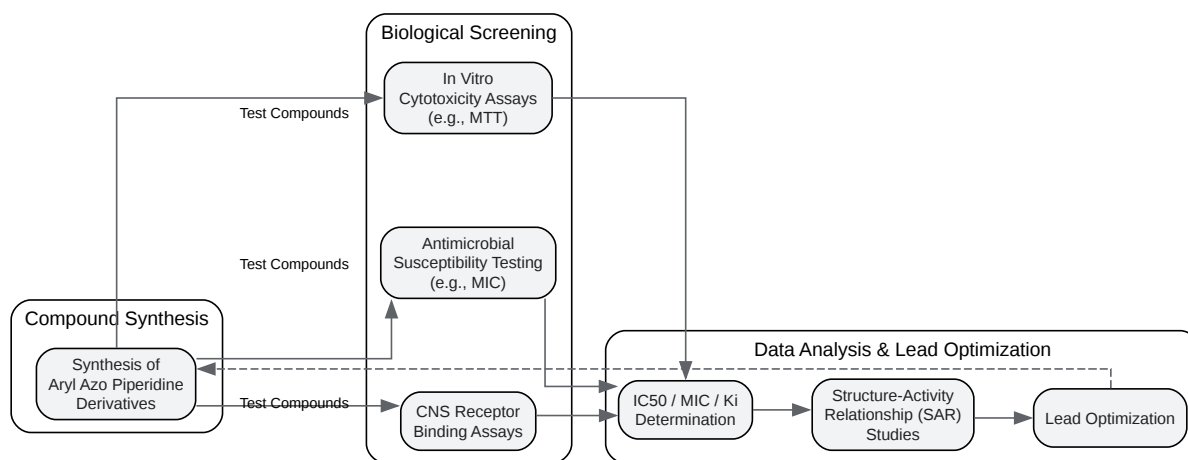 Biological Screening
In Vitro
Cytotoxicity Assays
(e.g., MTT)
Test Compounds
Antimicrobial
Susceptibility Testing
(e.g., MIC)
Test Compounds
Compound Synthesis
Synthesis of
Aryl Azo Piperidine
Derivatives
Test Compounds
CNS Receptor
Binding Assays
Data Analysis & Lead Optimization
IC50 / MIC / Ki
Determination
Structure-Activity
Relationship (SAR)
Studies
Lead Optimization